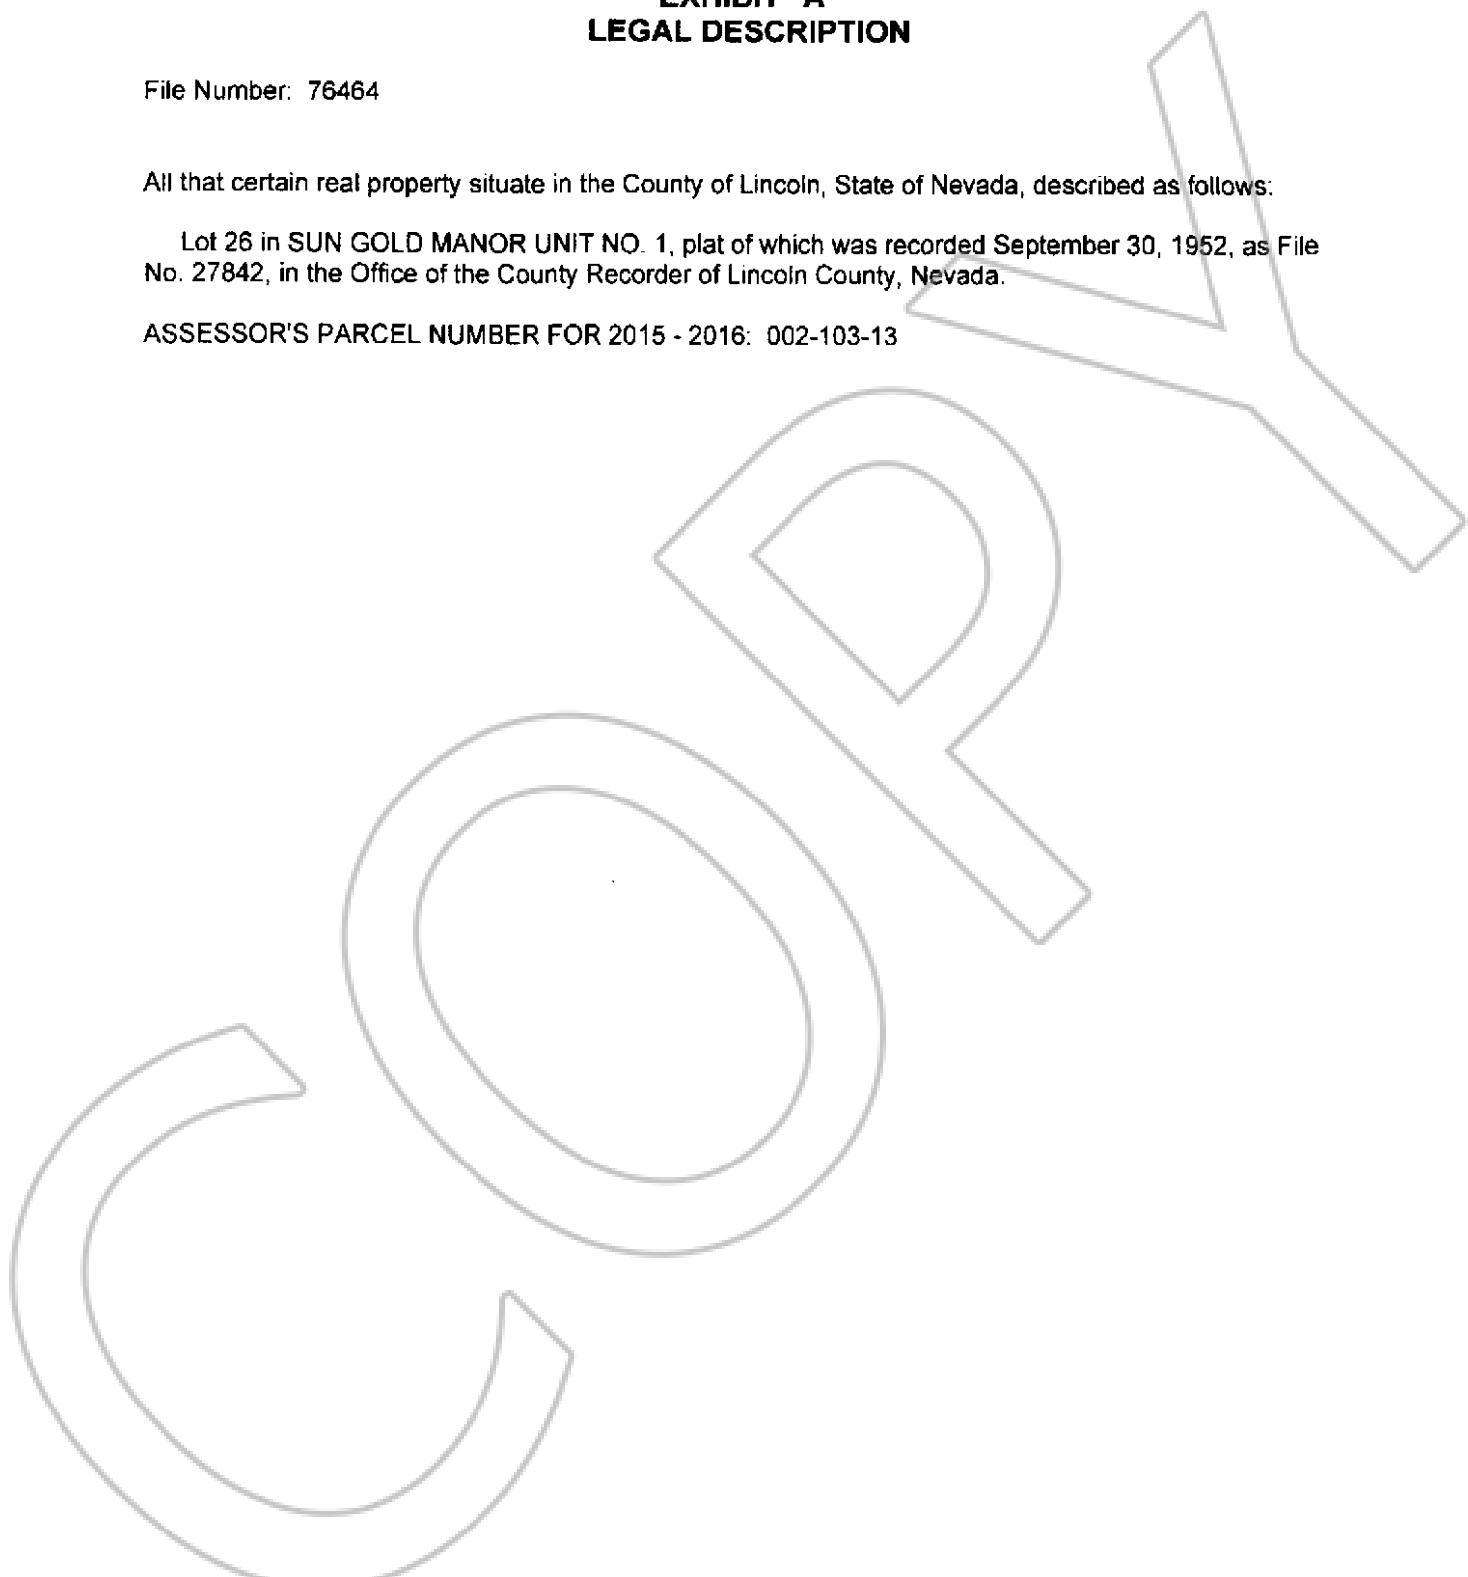 EXHIBIT "A"
LEGAL DESCRIPTION
File Number: 76464
All that certain real property situate in the County of Lincoln, State of Nevada, described as follows:
Lot 26 in SUN GOLD MANOR UNIT NO. 1, plat of which was recorded September 30, 1952, as File
No. 27842, in the Office of the County Recorder of Lincoln County, Nevada.
ASSESSOR'S PARCEL NUMBER FOR 2015 - 2016: 002-103-13
COPY